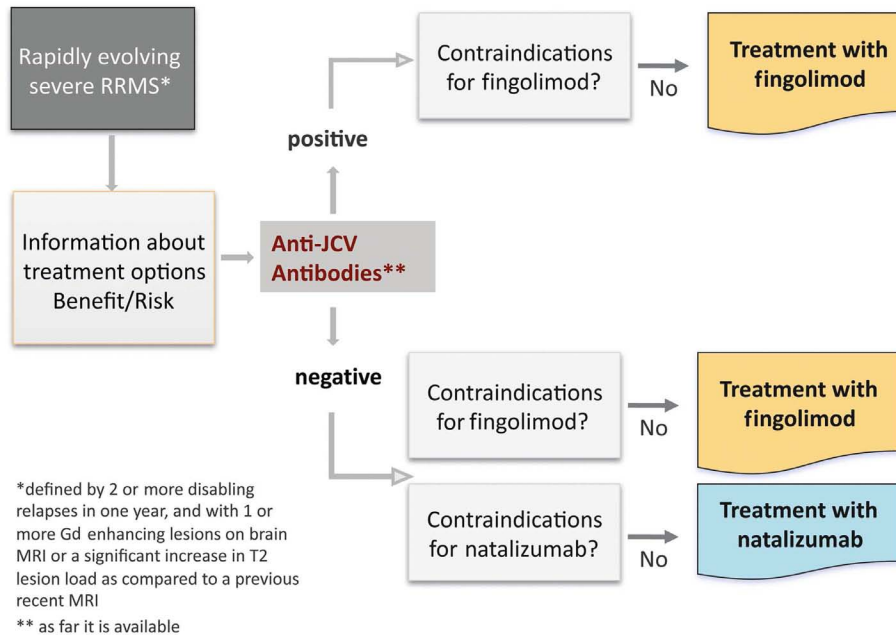 Rapidly evolving
severe RRMS*
Information about
treatment options
Benefit/Risk
Anti-JCV
Antibodies**
positive
Contraindications
for fingolimod?
No
Treatment with
fingolimod
negative
Contraindications
for fingolimod?
No
Treatment with
fingolimod
Contraindications
for natalizumab?
No
Treatment with
natalizumab
*defined by 2 or more disabling
relapses in one year, and with 1 or
more Gd enhancing lesions on brain
MRI or a significant increase in T2
lesion load as compared to a previous
recent MRI
** as far it is available